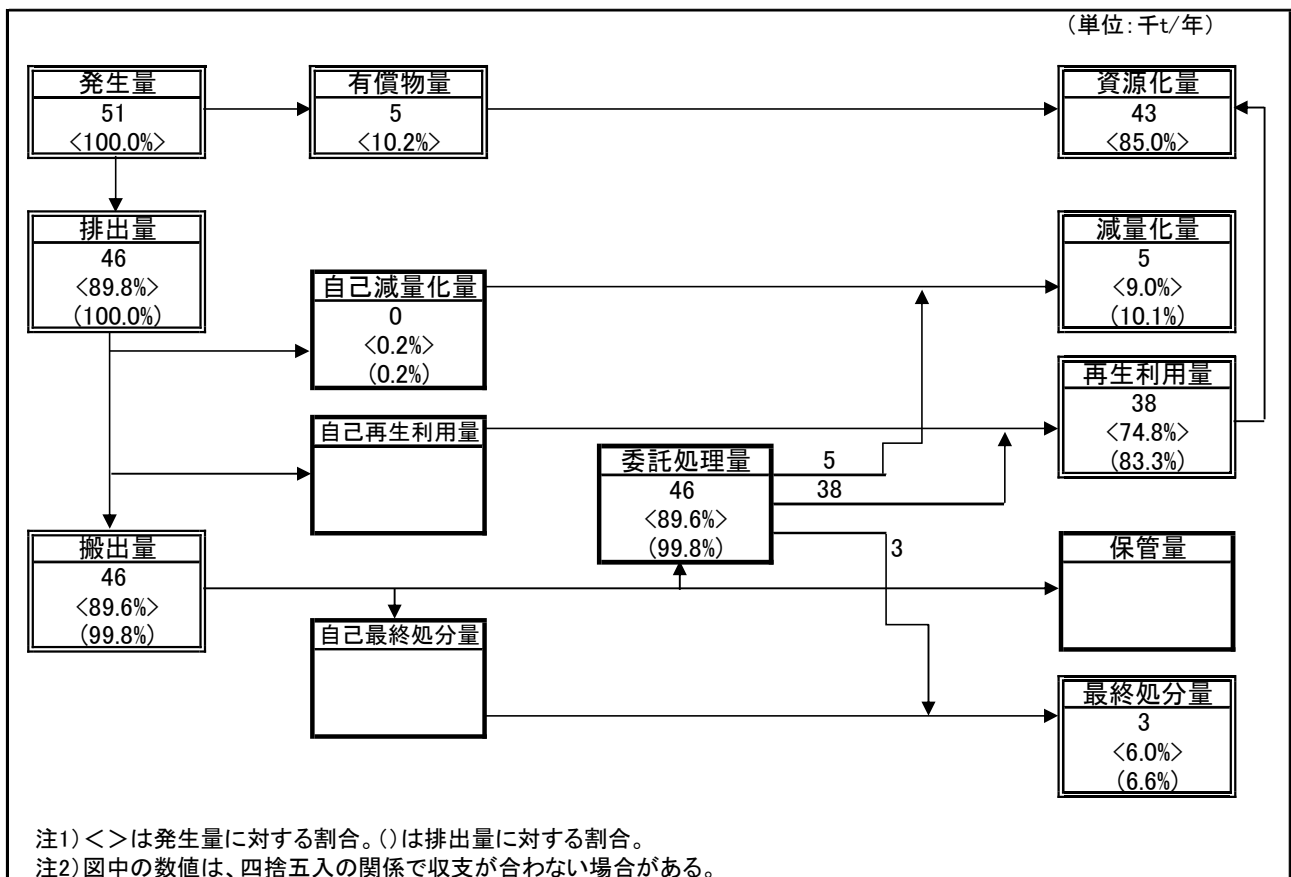 （単位：千t/年）
発生量
51
<100.0%>
有償物量
5
<10.2%>
資源化量
43
<85.0%>
排出量
46
<89.8%>
(100.0%)
自己減量化量
0
<0.2%>
(0.2%)
減量化量
5
<9.0%>
(10.1%)
自己再生利用量
再生利用量
38
<74.8%>
(83.3%)
委託処理量
46
<89.6%>
(99.8%)
5
38
3
搬出量
46
<89.6%>
(99.8%)
保管量
自己最終処分量
最終処分量
3
<6.0%>
(6.6%)
注1)＜＞は発生量に対する割合。()は排出量に対する割合。
注2)図中の数値は、四捨五入の関係で収支が合わない場合がある。